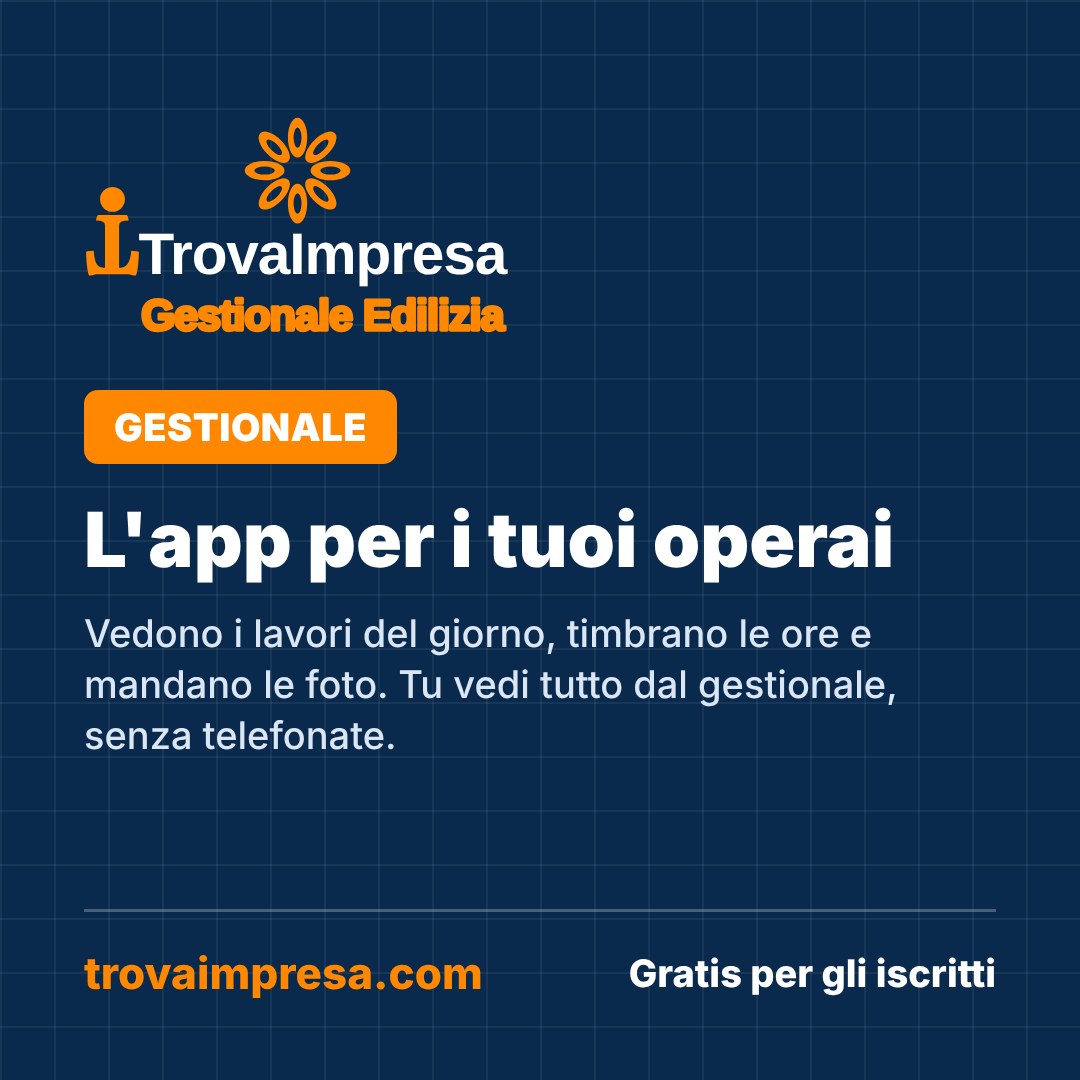 TrovaImpresa
Gestionale Edilizia
GESTIONALE
L'app per i tuoi operai
Vedono i lavori del giorno, timbrano le ore e
mandano le foto. Tu vedi tutto dal gestionale,
senza telefonate.
trovaimpresa.com
Gratis per gli iscritti